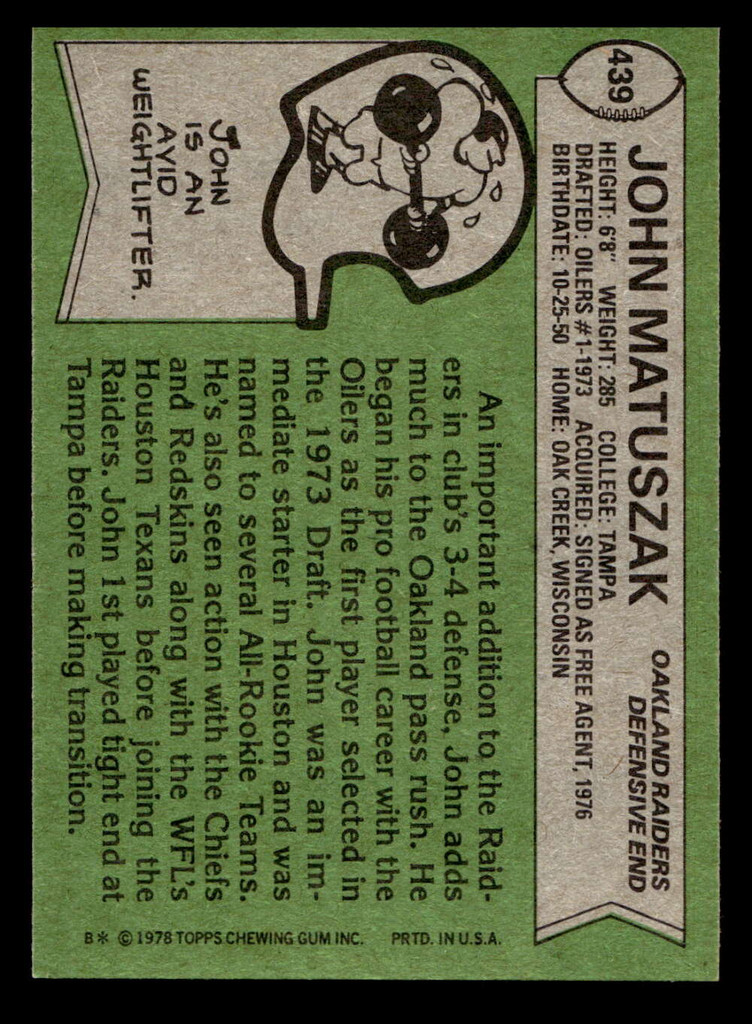 439
JOHN MATUSZAK
OAKLAND RAIDERS
DEFENSIVE END
HEIGHT: 6'8" WEIGHT: 285 COLLEGE: TAMPA
DRAFTED: OILERS #1-1973 ACQUIRED: SIGNED AS FREE AGENT, 1976
BIRTHDATE: 10-25-50 HOME: OAK CREEK, WISCONSIN
JOHN
IS AN
AVID
WEIGHTLIFTER.
An important addition to the Raid-
ers in club's 3-4 defense, John adds
much to the Oakland pass rush. He
began his pro football career with the
Oilers as the first player selected in
the 1973 Draft. John was an im-
mediate starter in Houston and was
named to several All-Rookie Teams.
He's also seen action with the Chiefs
and Redskins along with the WFL's
Houston Texans before joining the
Raiders. John 1st played tight end at
Tampa before making transition.
B* © 1978 TOPPS CHEWING GUM INC. PRTD. IN U.S.A.